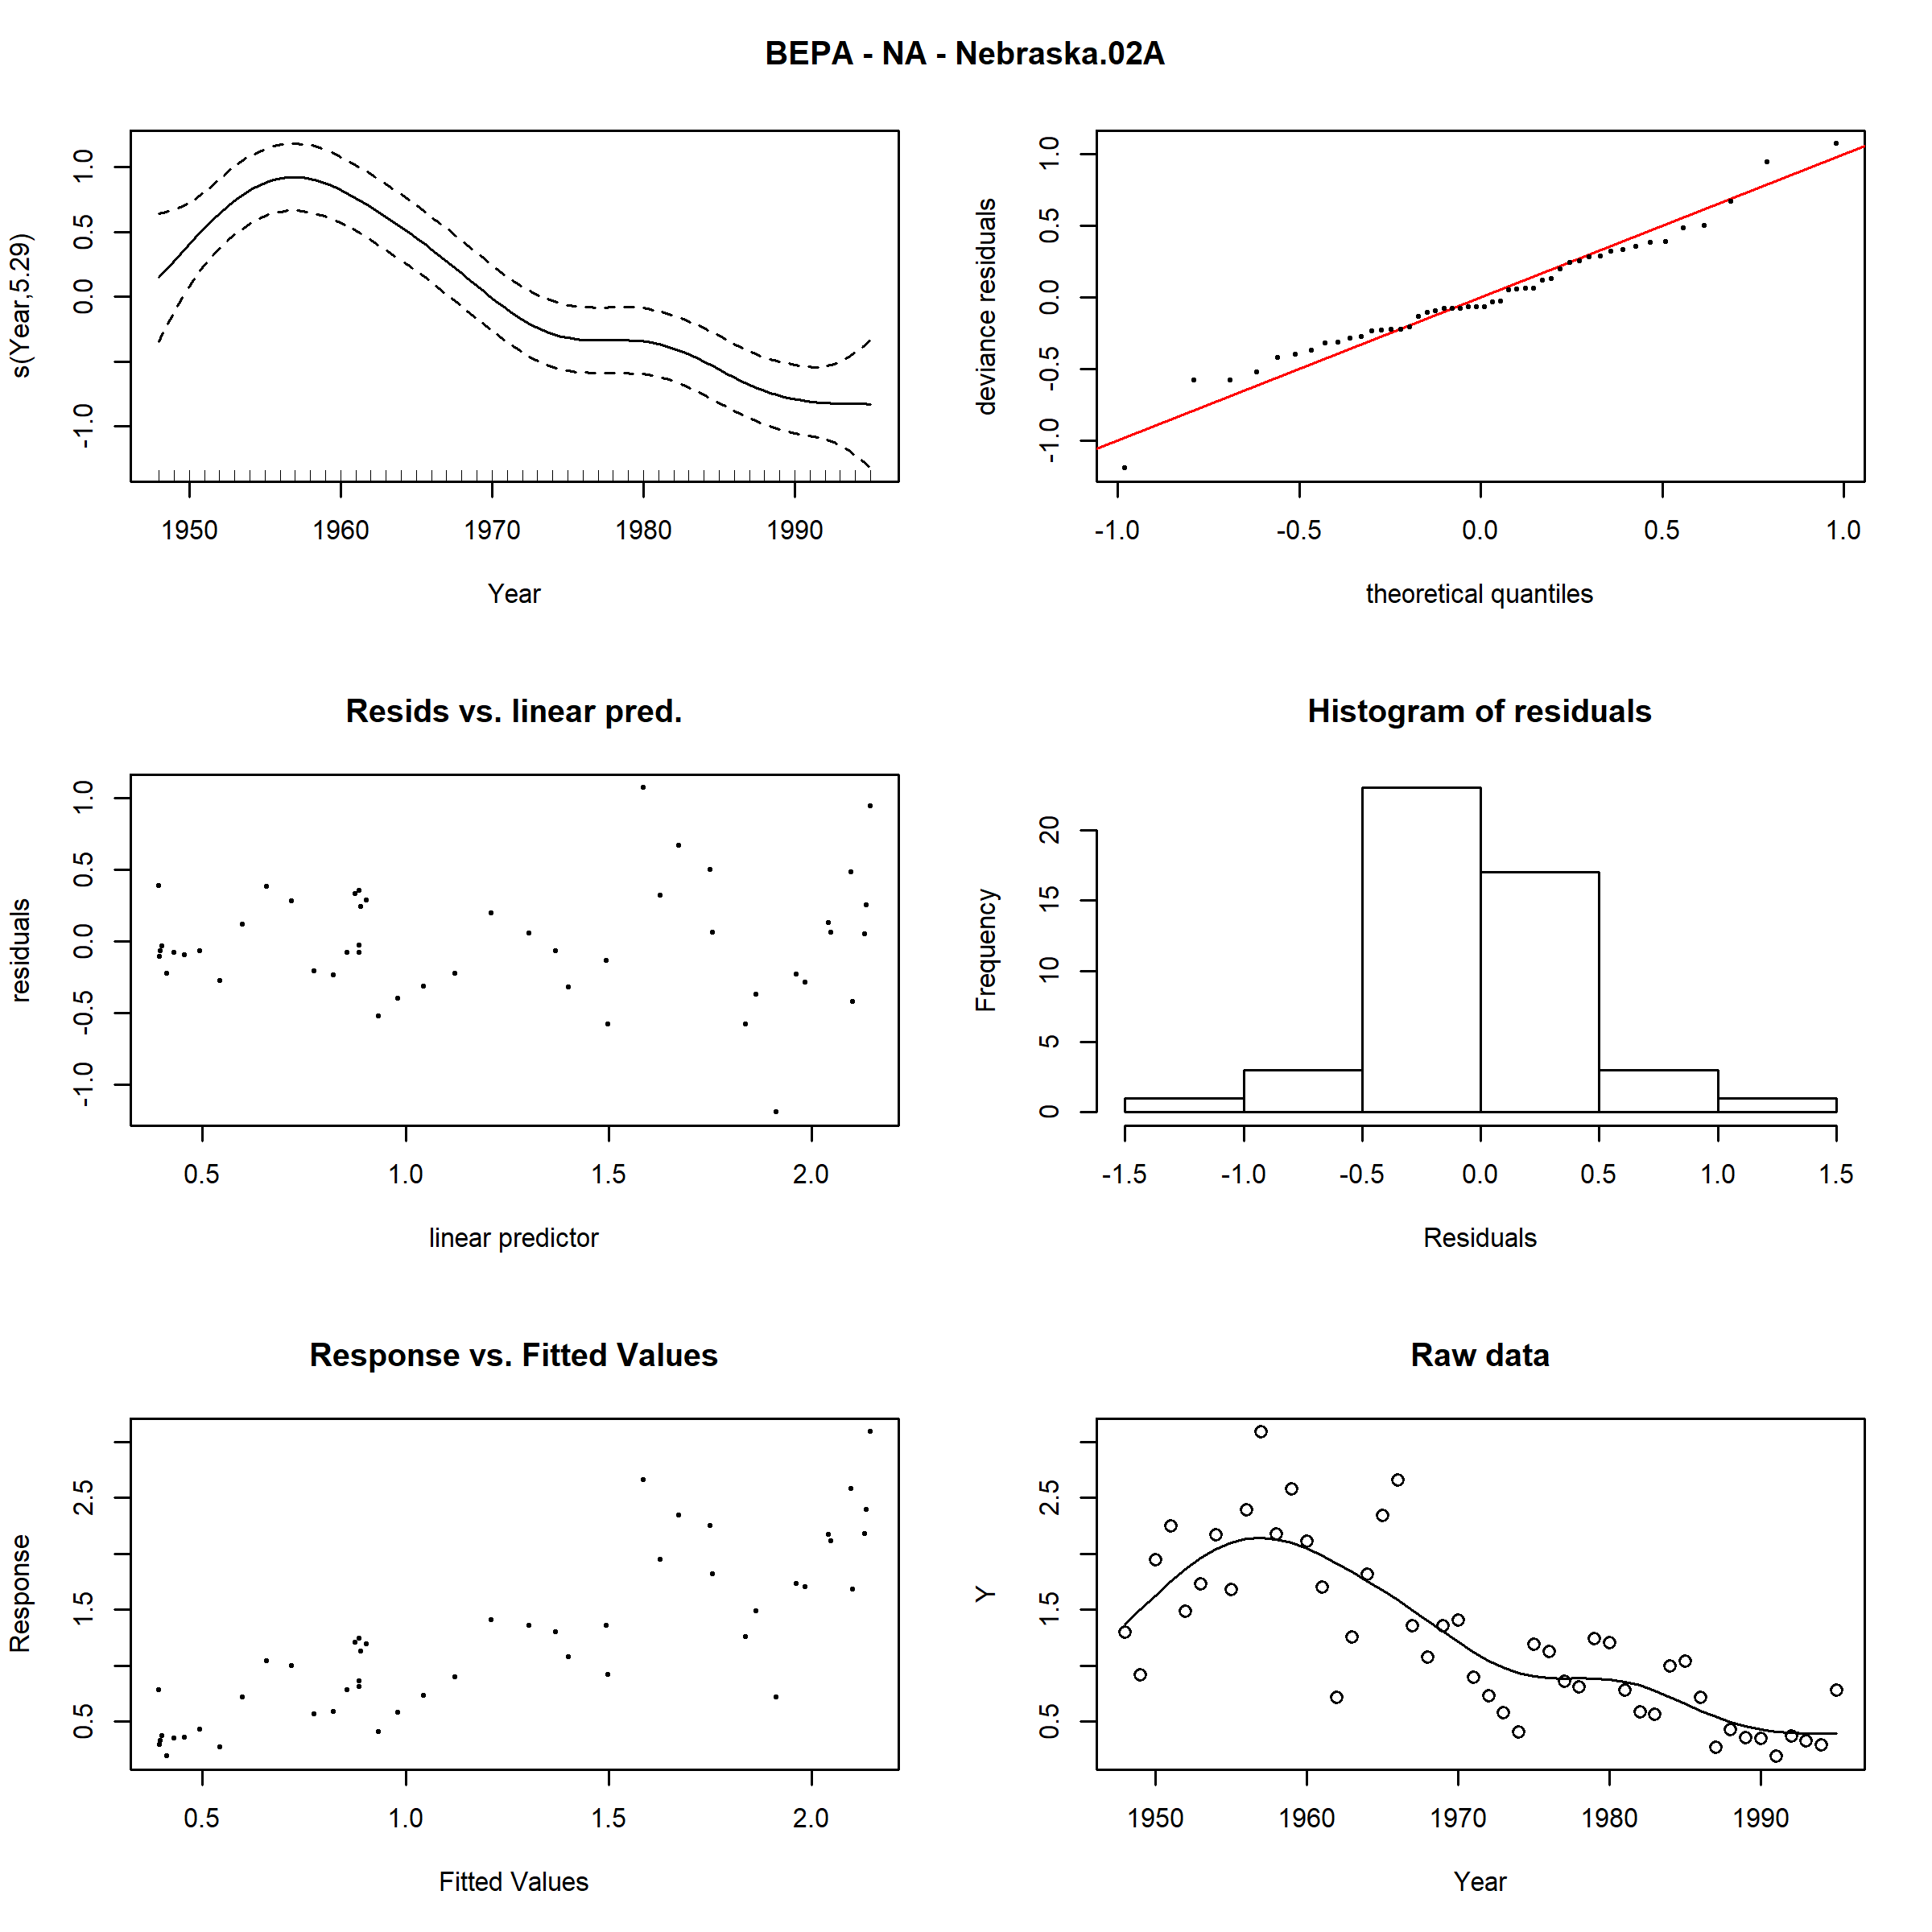 BEPA - NA - Nebraska.02A
s(Year,5.29)
1.0
0.5
0.0
-1.0
1950 1960 1970 1980 1990
Year
deviance residuals
1.0
0.5
0.0
-0.5
-1.0
-1.0 -0.5 0.0 0.5 1.0
theoretical quantiles
Resids vs. linear pred.
residuals
1.0
0.5
0.0
-0.5
-1.0
0.5 1.0 1.5 2.0
linear predictor
Histogram of residuals
Frequency
20
15
10
5
0
-1.5 -1.0 -0.5 0.0 0.5 1.0 1.5
Residuals
Response vs. Fitted Values
Response
2.5
1.5
0.5
0.5 1.0 1.5 2.0
Fitted Values
Raw data
Y
2.5
1.5
0.5
1950 1960 1970 1980 1990
Year